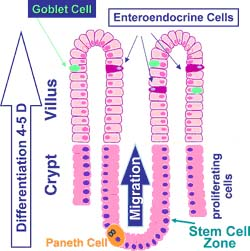 Goblet Cell
Enteroendocrine Cells
Differentiation 4-5 D
Villus
Crypt
Migration
proliferating
cells
Paneth Cell
Stem Cell
Zone